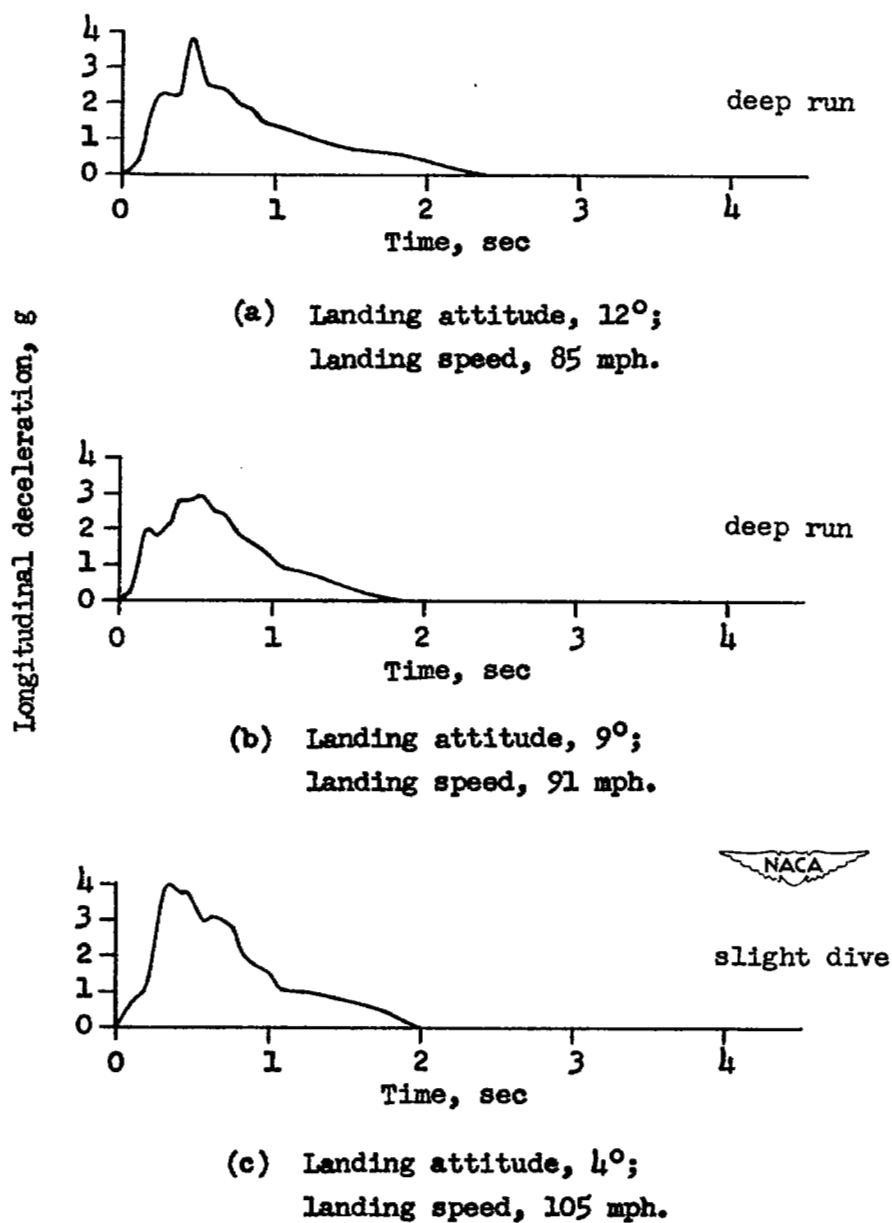 Longitudinal deceleration, g
4
3
2
1
0
deep run
0 1 2 3 4
Time, sec
(a) Landing attitude, 12°;
landing speed, 85 mph.
4
3
2
1
0
deep run
0 1 2 3 4
Time, sec
(b) Landing attitude, 9°;
landing speed, 91 mph.
NACA
4
3
2
1
0
slight dive
0 1 2 3 4
Time, sec
(c) Landing attitude, 4°;
landing speed, 105 mph.